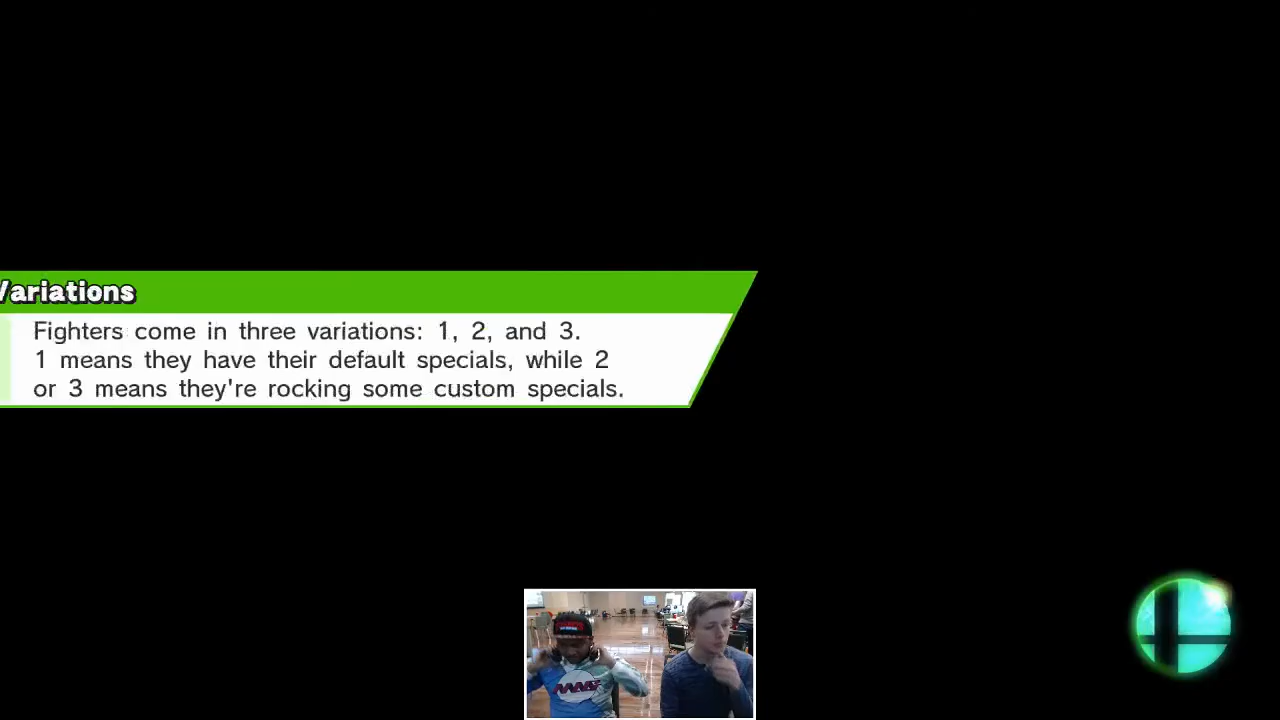 Variations
Fighters come in three variations: 1, 2, and 3.
1 means they have their default specials, while 2
or 3 means they're rocking some custom specials.